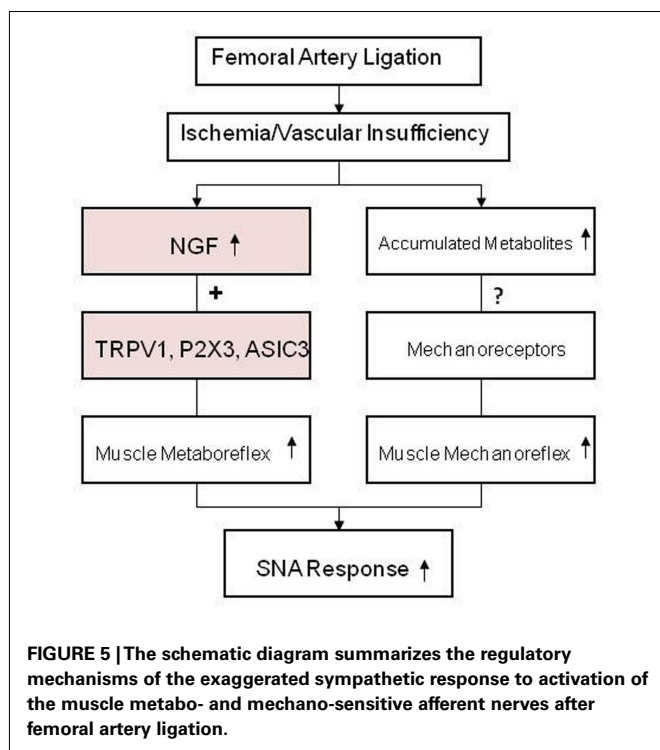 Femoral Artery Ligation
Ischemia/Vascular Insufficiency
NGF ↑
Accumulated Metabolites ↑
+
?
TRPV1, P2X3, ASIC3
Mechanoreceptors
Muscle Metaboreflex ↑
Muscle Mechanoreflex ↑
SNA Response ↑
FIGURE 5 | The schematic diagram summarizes the regulatory
mechanisms of the exaggerated sympathetic response to activation of
the muscle metabo- and mechano-sensitive afferent nerves after
femoral artery ligation.